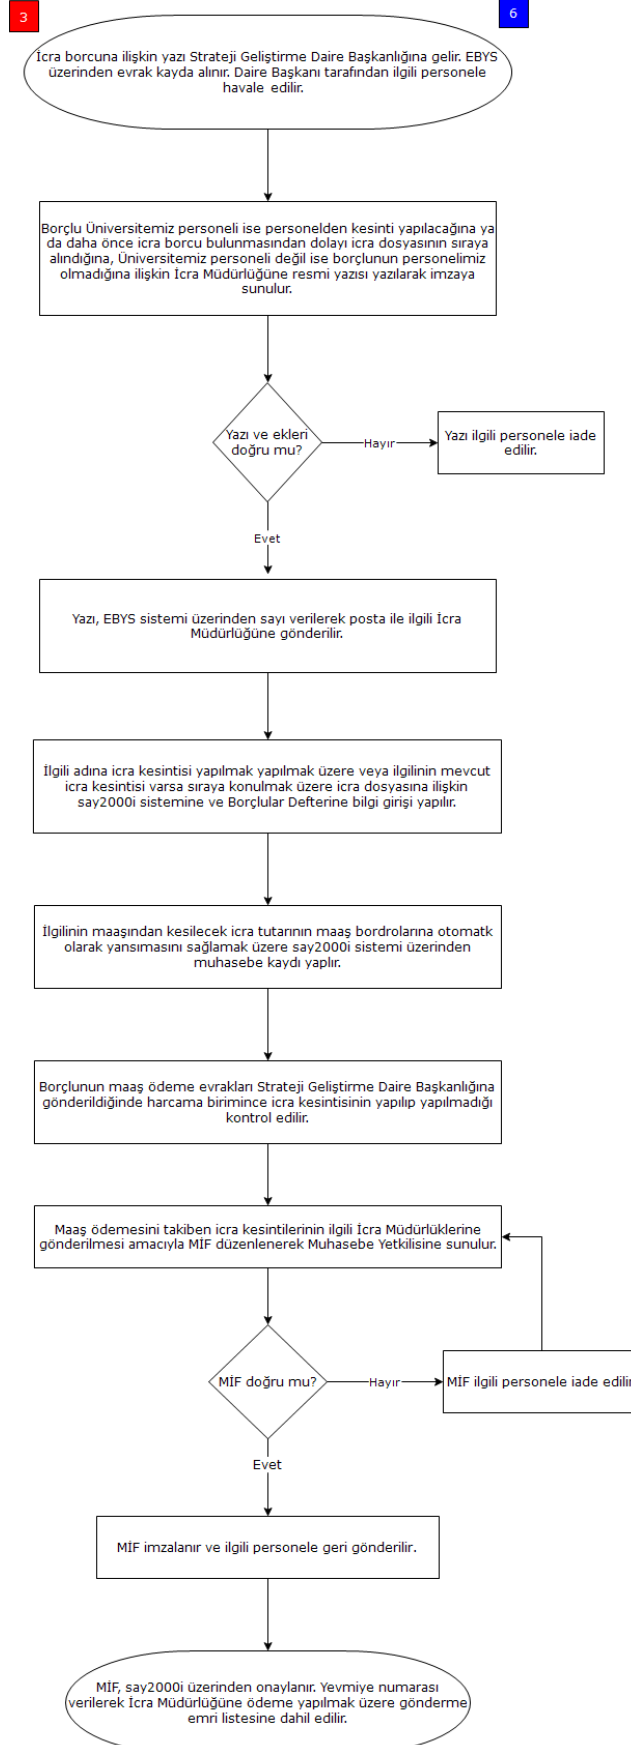 3
6
İcra borcuna ilişkin yazı Strateji Geliştirme Daire Başkanlığına gelir. EBYS
üzerinden evrak kayda alınır. Daire Başkanı tarafından ilgili personele
havale edilir.
Borçlu Üniversitemiz personeli ise personelden kesinti yapılacağına ya
da daha önce icra borcu bulunmasından dolayı icra dosyasının sıraya
alındığına, Üniversitemiz personeli değil ise borçlunun personelimiz
olmadığına ilişkin İcra Müdürlüğüne resmi yazısı yazılarak imzaya
sunulur.
Yazı ve ekleri
doğru mu?
Hayır
Yazı ilgili personele iade
edilir.
Evet
Yazı, EBYS sistemi üzerinden sayı verilerek posta ile ilgili İcra
Müdürlüğüne gönderilir.
İlgili adına icra kesintisi yapılmak yapılmak üzere veya ilgilinin mevcut
icra kesintisi varsa sıraya konulmak üzere icra dosyasına ilişkin
say2000i sistemine ve Borçlular Defterine bilgi girişi yapılır.
İlgilinin maaşından kesilecek icra tutarının maaş bordrolarına otomatk
olarak yansımasını sağlamak üzere say2000i sistemi üzerinden
muhasebe kaydı yaplır.
Borçlunun maaş ödeme evrakları Strateji Geliştirme Daire Başkanlığına
gönderildiğinde harcama birimince icra kesintisinin yapılıp yapılmadığı
kontrol edilir.
Maaş ödemesini takiben icra kesintilerinin ilgili İcra Müdürlüklerine
gönderilmesi amacıyla MİF düzenlenerek Muhasebe Yetkilisine sunulur.
MİF doğru mu?
Hayır
MİF ilgili personele iade edilir
Evet
MİF imzalanır ve ilgili personele geri gönderilir.
MİF, say2000i üzerinden onaylanır. Yevmiye numarası
verilerek İcra Müdürlüğüne ödeme yapılmak üzere gönderme
emri listesine dahil edilir.